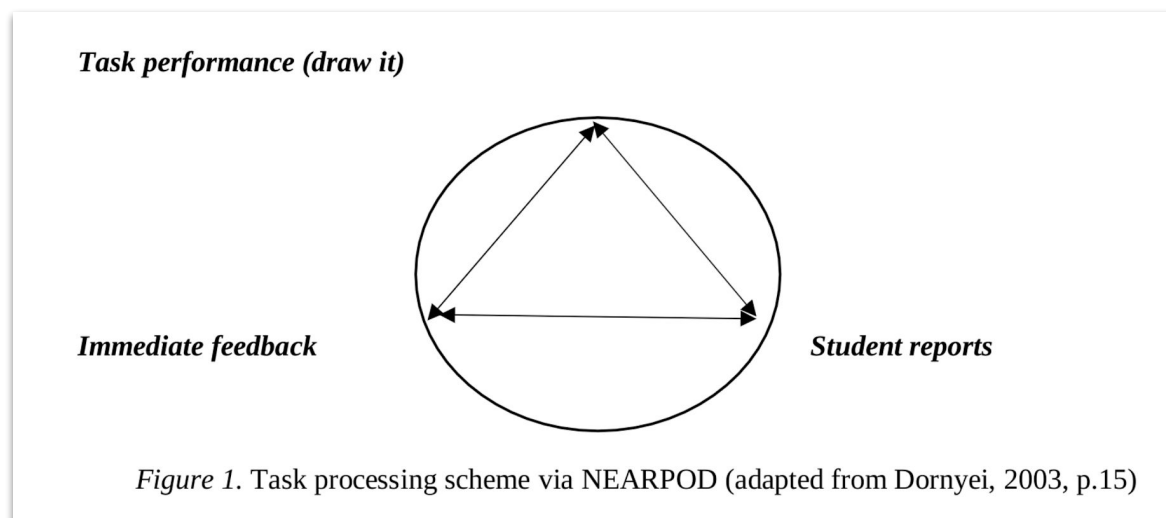 Task performance (draw it)
Immediate feedback
Student reports
Figure 1. Task processing scheme via NEARPOD (adapted from Dornyei, 2003, p.15)